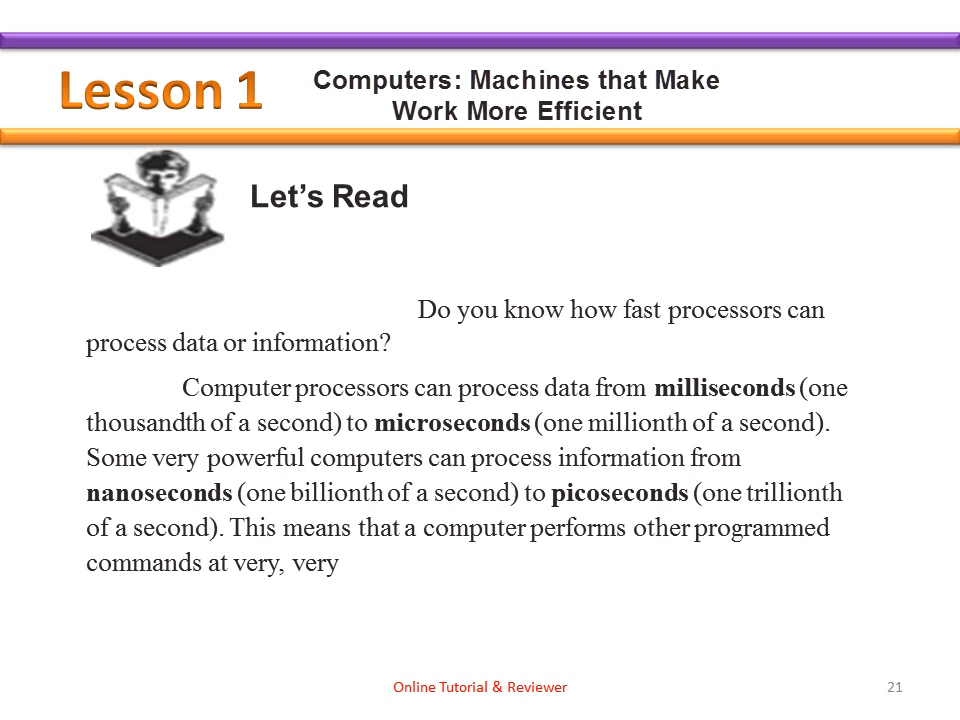 Lesson 1
Computers: Machines that Make
Work More Efficient
Let’s Read
Do you know how fast processors can
process data or information?
Computer processors can process data from milliseconds (one
thousandth of a second) to microseconds (one millionth of a second).
Some very powerful computers can process information from
nanoseconds (one billionth of a second) to picoseconds (one trillionth
of a second). This means that a computer performs other programmed
commands at very, very
Online Tutorial & Reviewer
21